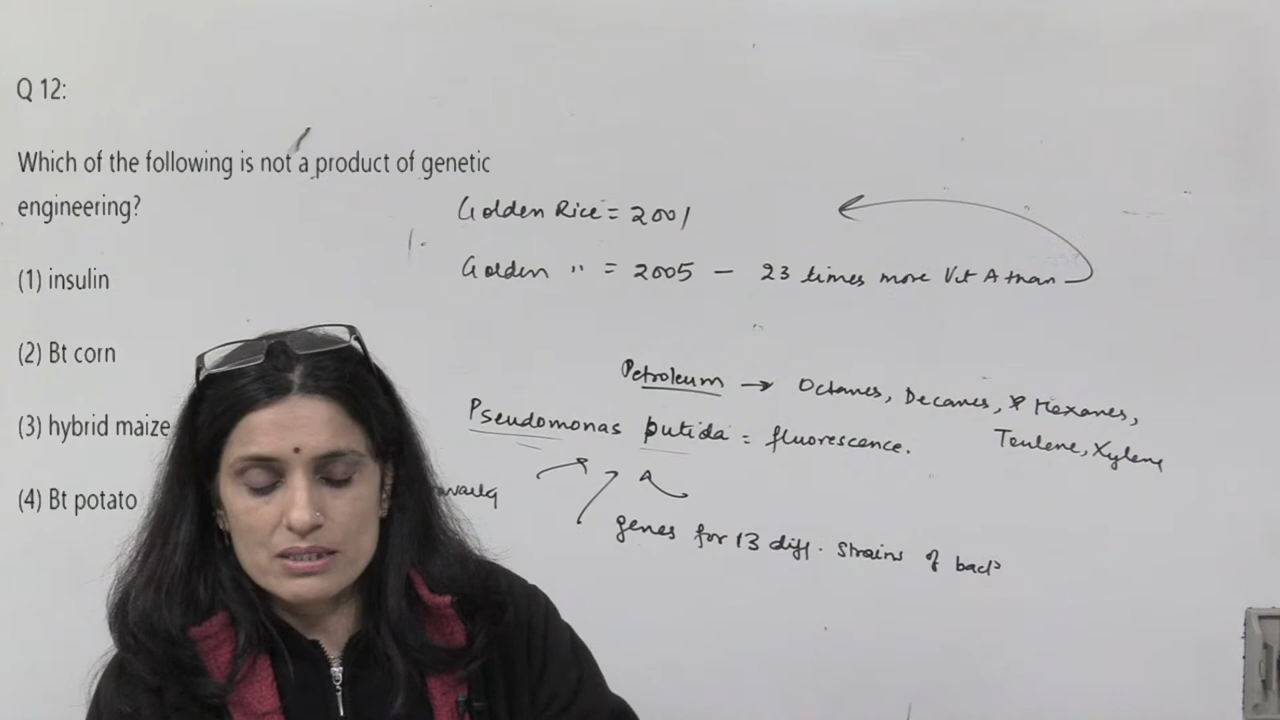 Q 12:
Which of the following is not a product of genetic
engineering?
(1) insulin
(2) Bt corn
(3) hybrid maize
(4) Bt potato
Golden Rice = 2001
Golden " = 2005 - 23 times more Vit A than
Petroleum → Octanes, Decanes, Hexanes,
Teulene, Xylene
Pseudomonas putida = fluorescence.
genes for 13 diff. strains of bact